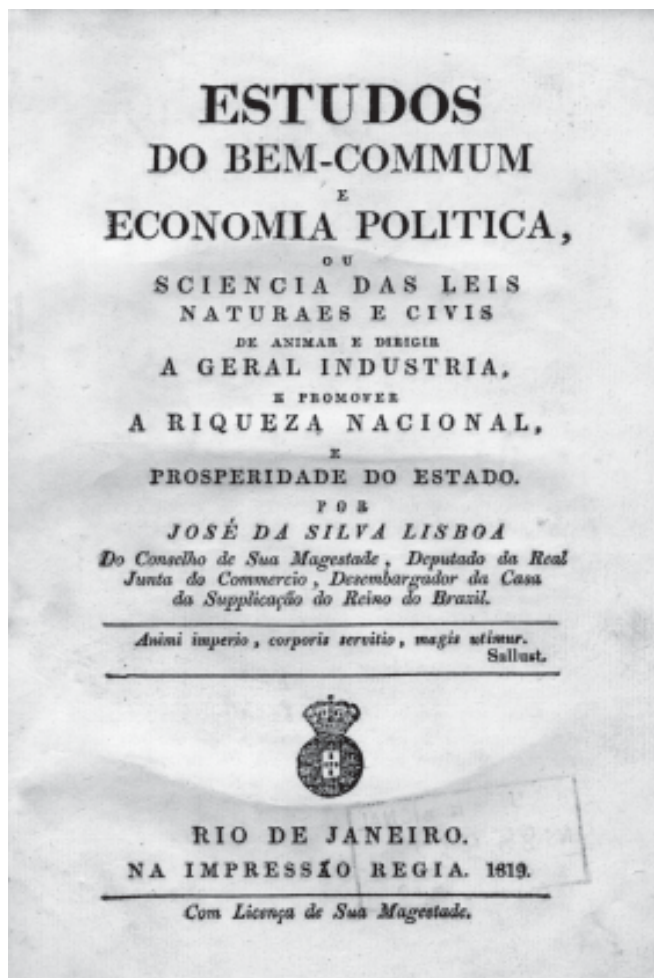 ESTUDOS
DO BEM-COMMUM
E
ECONOMIA POLITICA,
OU
SCIENCIA DAS LEIS
NATURAES E CIVIS
DE ANIMAR E DIRIGIR
A GERAL INDUSTRIA,
E PROMOVER
A RIQUEZA NACIONAL,
E
PROSPERIDADE DO ESTADO.
POR
JOSÉ DA SILVA LISBOA
Do Conselho de Sua Magestade, Deputado da Real
Junta do Commercio, Desembargador da Casa
da Supplicação do Reino do Brazil.
Animi imperio, corporis servitio, magis utimur.
Sallust.
RIO DE JANEIRO.
NA IMPRESSÃO REGIA. 1819.
Com Licença de Sua Magestade.